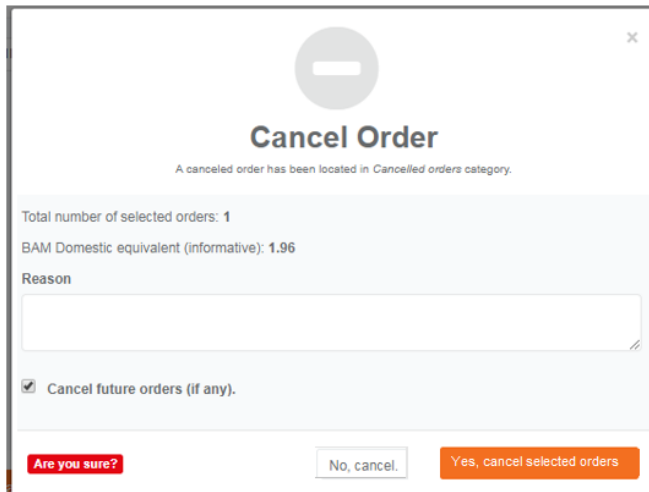 ×
Cancel Order
A canceled order has been located in Cancelled orders category.
Total number of selected orders: 1
BAM Domestic equivalent (informative): 1.96
Reason
Cancel future orders (if any).
Are you sure?
No, cancel.
Yes, cancel selected orders